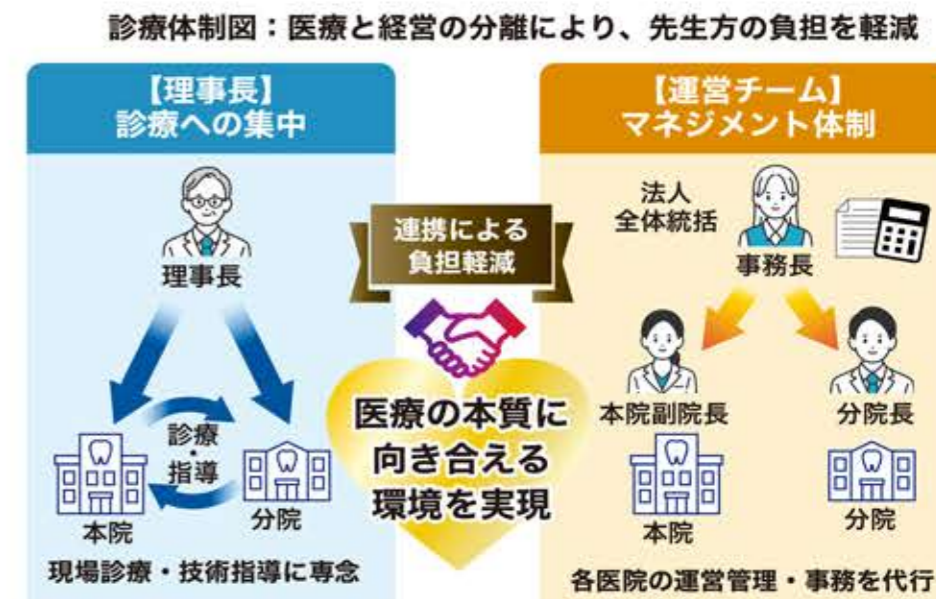 診療体制図：医療と経営の分離により、先生方の負担を軽減
【理事長】
診療への集中
理事長
診療
・
指導
本院
分院
現場診療・技術指導に専念
連携による
負担軽減
医療の本質に
向き合える
環境を実現
【運営チーム】
マネジメント体制
法人
全体統括
事務長
本院副院長
分院長
本院
分院
各医院の運営管理・事務を代行